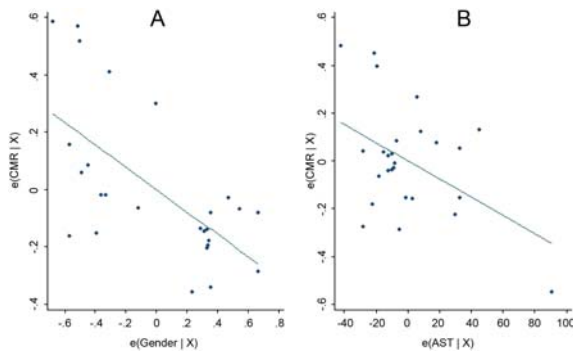 A
e(CMR | X)
.6
.4
.2
0
-.2
-.4
-.6 -.4 -.2 0 .2 .4 .6 .8
e(Gender | X)
B
e(CMR | X)
.6
.4
.2
0
-.2
-.4
-.6
-40 -20 0 20 40 60 80 100
e(AST | X)